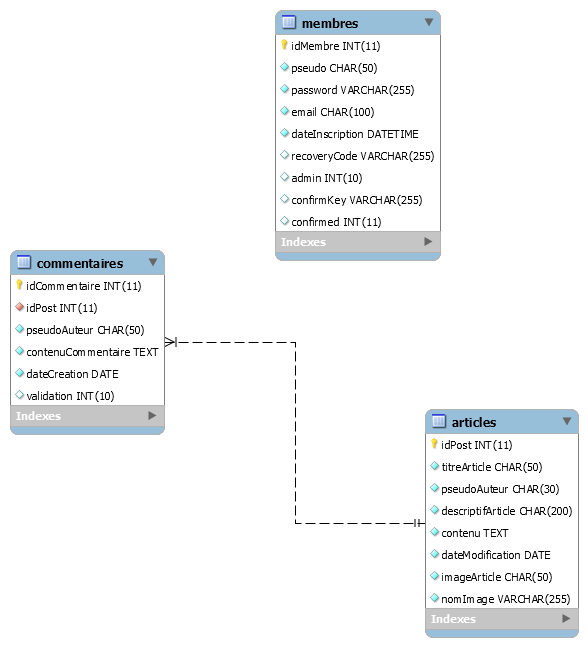 membres
idMembre INT(11)
pseudo CHAR(50)
password VARCHAR(255)
email CHAR(100)
dateInscription DATETIME
recoveryCode VARCHAR(255)
admin INT(10)
confirmKey VARCHAR(255)
confirmed INT(11)
Indexes
commentaires
idCommentaire INT(11)
idPost INT(11)
pseudoAuteur CHAR(50)
contenuCommentaire TEXT
dateCreation DATE
validation INT(10)
Indexes
articles
idPost INT(11)
titreArticle CHAR(50)
pseudoAuteur CHAR(30)
descriptifArticle CHAR(200)
contenu TEXT
dateModification DATE
imageArticle CHAR(50)
nomImage VARCHAR(255)
Indexes